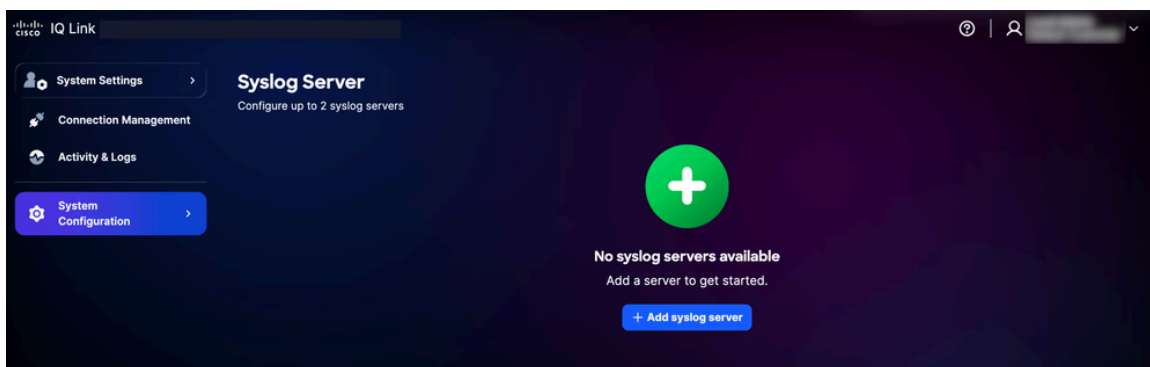 cisco IQ Link
System Settings
Connection Management
Activity & Logs
System
Configuration
Syslog Server
Configure up to 2 syslog servers
No syslog servers available
Add a server to get started.
+ Add syslog server